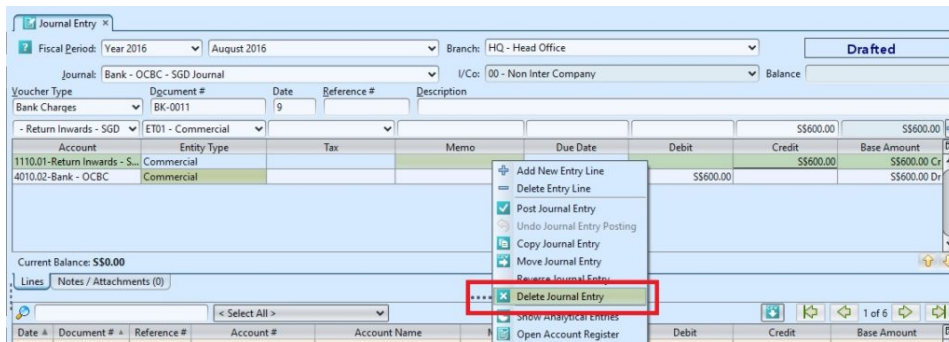 Journal Entry ×
? Fiscal Period: Year 2016 August 2016 Branch: HQ - Head Office Drafted
Journal: Bank - OCBC - SGD Journal I/Co: 00 - Non Inter Company Balance
Voucher Type Document # Date Reference # Description
Bank Charges BK-0011 9
- Return Inwards - SGD ET01 - Commercial S$600.00 S$600.00
Account Entity Type Tax Memo Due Date Debit Credit Base Amount
1110.01-Return Inwards - S... Commercial S$600.00 S$600.00 Cr
4010.02-Bank - OCBC Commercial S$600.00 S$600.00 Dr
Add New Entry Line
Delete Entry Line
Post Journal Entry
Undo Journal Entry Posting
Copy Journal Entry
Move Journal Entry
Reverse Journal Entry
Delete Journal Entry
Show Analytical Entries
Open Account Register
Current Balance: S$0.00
Lines Notes / Attachments (0)
< Select All > 1 of 6
Date Document # Reference # Account # Account Name Debit Credit Base Amount